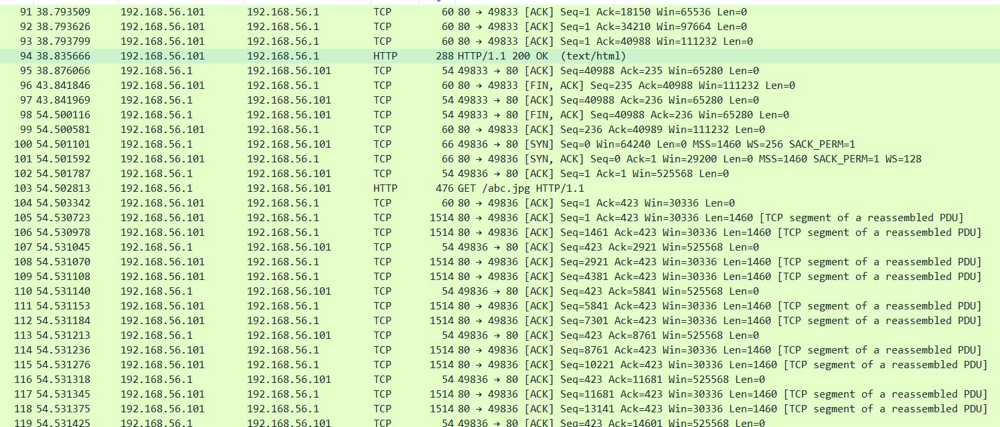 91 38.793509 192.168.56.101 192.168.56.1 TCP 60 80 → 49833 [ACK] Seq=1 Ack=18150 Win=65536 Len=0
92 38.793626 192.168.56.101 192.168.56.1 TCP 60 80 → 49833 [ACK] Seq=1 Ack=34210 Win=97664 Len=0
93 38.793799 192.168.56.101 192.168.56.1 TCP 60 80 → 49833 [ACK] Seq=1 Ack=40988 Win=111232 Len=0
94 38.835666 192.168.56.101 192.168.56.1 HTTP 288 HTTP/1.1 200 OK (text/html)
95 38.876066 192.168.56.1 192.168.56.101 TCP 54 49833 → 80 [ACK] Seq=40988 Ack=235 Win=65280 Len=0
96 43.841846 192.168.56.101 192.168.56.1 TCP 60 80 → 49833 [FIN, ACK] Seq=235 Ack=40988 Win=111232 Len=0
97 43.841969 192.168.56.1 192.168.56.101 TCP 54 49833 → 80 [ACK] Seq=40988 Ack=236 Win=65280 Len=0
98 54.500116 192.168.56.1 192.168.56.101 TCP 54 49833 → 80 [FIN, ACK] Seq=40988 Ack=236 Win=65280 Len=0
99 54.500581 192.168.56.101 192.168.56.1 TCP 60 80 → 49833 [ACK] Seq=236 Ack=40989 Win=111232 Len=0
100 54.501101 192.168.56.1 192.168.56.101 TCP 66 49836 → 80 [SYN] Seq=0 Win=64240 Len=0 MSS=1460 WS=256 SACK_PERM=1
101 54.501592 192.168.56.101 192.168.56.1 TCP 66 80 → 49836 [SYN, ACK] Seq=0 Ack=1 Win=29200 Len=0 MSS=1460 SACK_PERM=1 WS=128
102 54.501787 192.168.56.1 192.168.56.101 TCP 54 49836 → 80 [ACK] Seq=1 Ack=1 Win=525568 Len=0
103 54.502813 192.168.56.1 192.168.56.101 HTTP 476 GET /abc.jpg HTTP/1.1
104 54.503342 192.168.56.101 192.168.56.1 TCP 60 80 → 49836 [ACK] Seq=1 Ack=423 Win=30336 Len=0
105 54.530723 192.168.56.101 192.168.56.1 TCP 1514 80 → 49836 [ACK] Seq=1 Ack=423 Win=30336 Len=1460 [TCP segment of a reassembled PDU]
106 54.530978 192.168.56.101 192.168.56.1 TCP 1514 80 → 49836 [ACK] Seq=1461 Ack=423 Win=30336 Len=1460 [TCP segment of a reassembled PDU]
107 54.531045 192.168.56.1 192.168.56.101 TCP 54 49836 → 80 [ACK] Seq=423 Ack=2921 Win=525568 Len=0
108 54.531070 192.168.56.101 192.168.56.1 TCP 1514 80 → 49836 [ACK] Seq=2921 Ack=423 Win=30336 Len=1460 [TCP segment of a reassembled PDU]
109 54.531108 192.168.56.101 192.168.56.1 TCP 1514 80 → 49836 [ACK] Seq=4381 Ack=423 Win=30336 Len=1460 [TCP segment of a reassembled PDU]
110 54.531140 192.168.56.1 192.168.56.101 TCP 54 49836 → 80 [ACK] Seq=423 Ack=5841 Win=525568 Len=0
111 54.531153 192.168.56.101 192.168.56.1 TCP 1514 80 → 49836 [ACK] Seq=5841 Ack=423 Win=30336 Len=1460 [TCP segment of a reassembled PDU]
112 54.531184 192.168.56.101 192.168.56.1 TCP 1514 80 → 49836 [ACK] Seq=7301 Ack=423 Win=30336 Len=1460 [TCP segment of a reassembled PDU]
113 54.531213 192.168.56.1 192.168.56.101 TCP 54 49836 → 80 [ACK] Seq=423 Ack=8761 Win=525568 Len=0
114 54.531236 192.168.56.101 192.168.56.1 TCP 1514 80 → 49836 [ACK] Seq=8761 Ack=423 Win=30336 Len=1460 [TCP segment of a reassembled PDU]
115 54.531276 192.168.56.101 192.168.56.1 TCP 1514 80 → 49836 [ACK] Seq=10221 Ack=423 Win=30336 Len=1460 [TCP segment of a reassembled PDU]
116 54.531318 192.168.56.1 192.168.56.101 TCP 54 49836 → 80 [ACK] Seq=423 Ack=11681 Win=525568 Len=0
117 54.531345 192.168.56.101 192.168.56.1 TCP 1514 80 → 49836 [ACK] Seq=11681 Ack=423 Win=30336 Len=1460 [TCP segment of a reassembled PDU]
118 54.531375 192.168.56.101 192.168.56.1 TCP 1514 80 → 49836 [ACK] Seq=13141 Ack=423 Win=30336 Len=1460 [TCP segment of a reassembled PDU]
119 54.531425 192.168.56.1 192.168.56.101 TCP 54 49836 → 80 [ACK] Seq=423 Ack=14601 Win=525568 Len=0